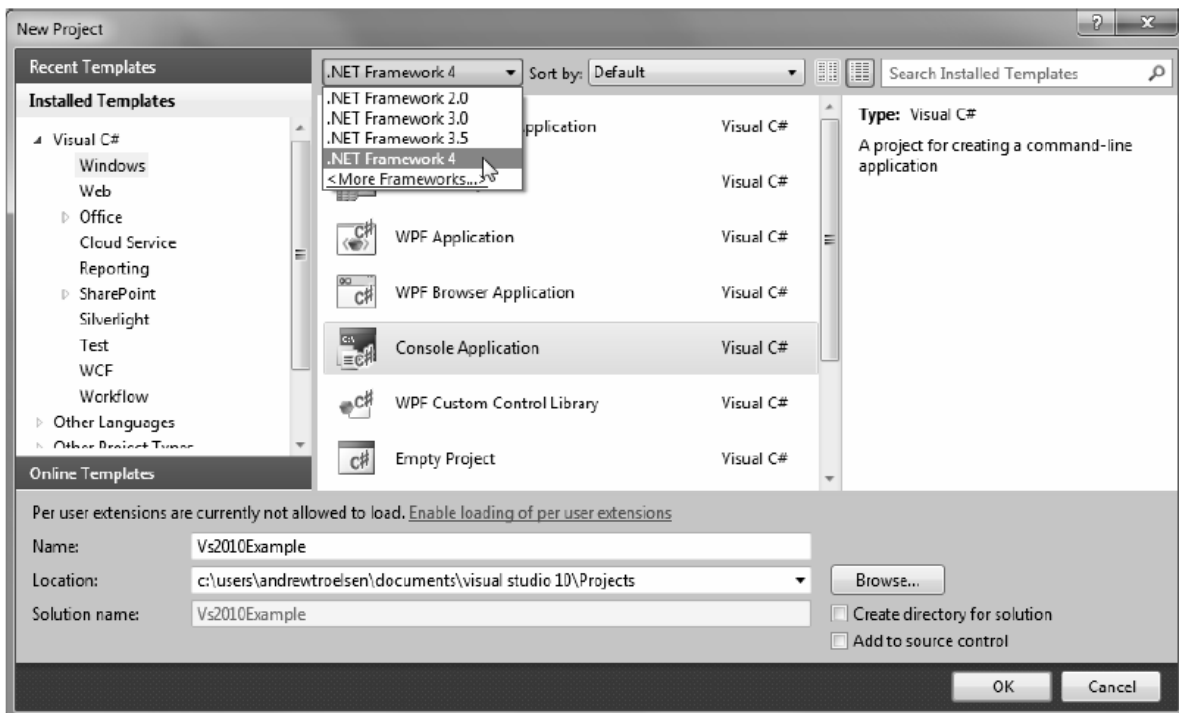 New Project
Recent Templates
Installed Templates
Visual C#
Windows
Web
Office
Cloud Service
Reporting
SharePoint
Silverlight
Test
WCF
Workflow
Other Languages
Other Project Types
Online Templates
.NET Framework 4
Sort by: Default
Search Installed Templates
.NET Framework 2.0
.NET Framework 3.0
.NET Framework 3.5
.NET Framework 4
<More Frameworks...>
Visual C#
Visual C#
WPF Application Visual C#
WPF Browser Application Visual C#
Console Application Visual C#
WPF Custom Control Library Visual C#
Empty Project Visual C#
Type: Visual C#
A project for creating a command-line
application
Per user extensions are currently not allowed to load. Enable loading of per user extensions
Name: Vs2010Example
Location: c:\users\andrewtroelsen\documents\visual studio 10\Projects
Browse...
Solution name: Vs2010Example
Create directory for solution
Add to source control
OK
Cancel